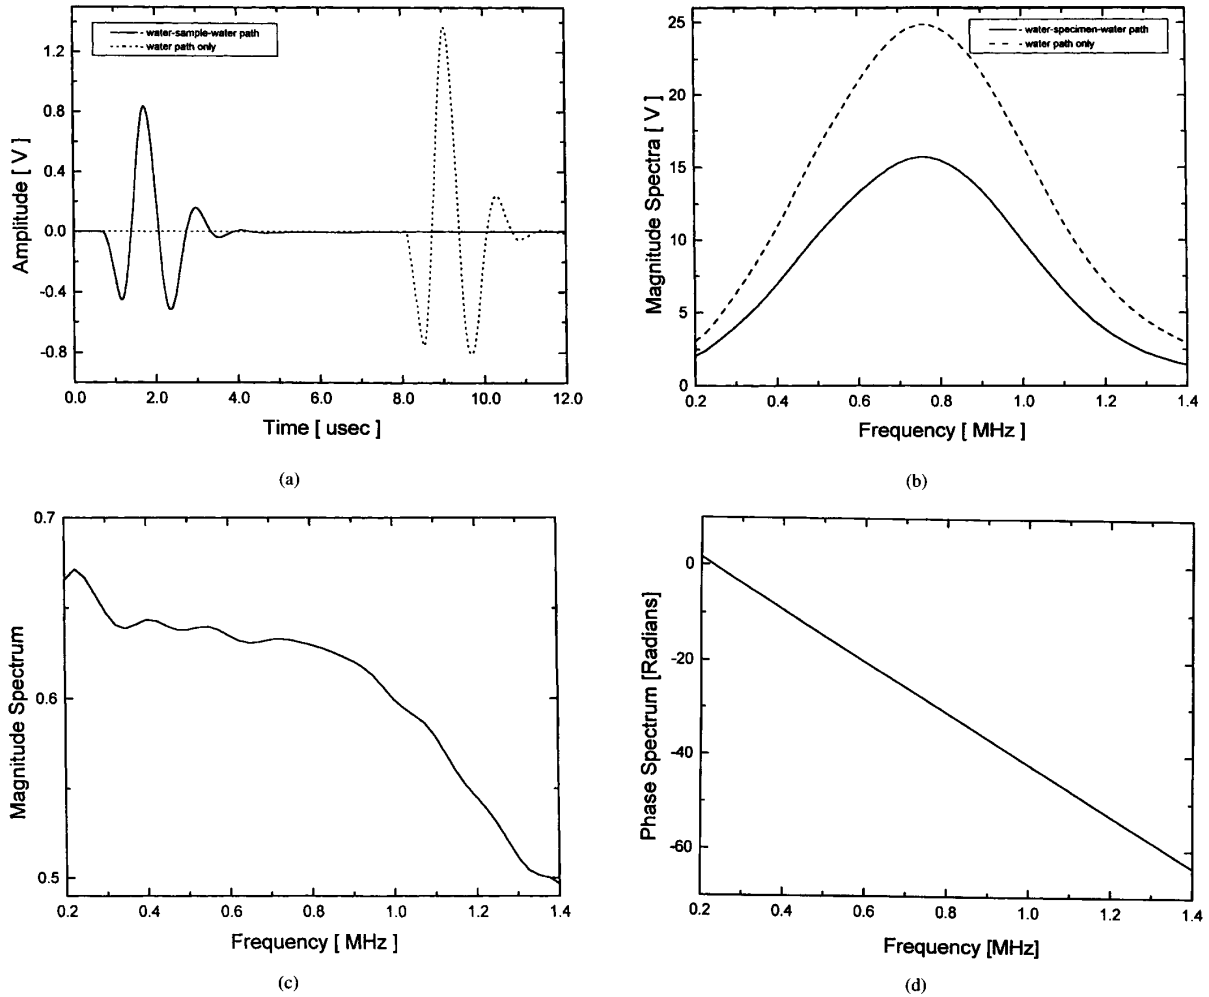 water-sample-water path
water path only
1.2
0.8
0.4
0.0
-0.4
-0.8
Amplitude [ V ]
0.0 2.0 4.0 6.0 8.0 10.0 12.0
Time [ usec ]
(a)
water-specimen-water path
water path only
25
20
15
10
5
0
Magnitude Spectra [ V ]
0.2 0.4 0.6 0.8 1.0 1.2 1.4
Frequency [ MHz ]
(b)
0.7
0.6
0.5
Magnitude Spectrum
0.2 0.4 0.6 0.8 1.0 1.2 1.4
Frequency [ MHz ]
(c)
0
-20
-40
-60
Phase Spectrum [Radians]
0.2 0.4 0.6 0.8 1.0 1.2 1.4
Frequency [MHz]
(d)